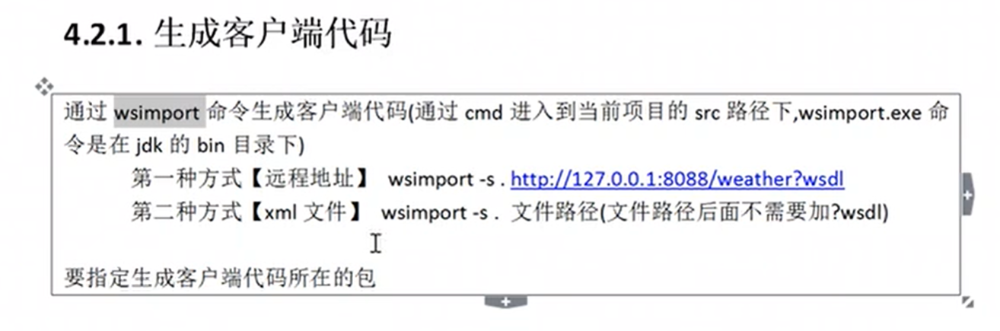 4.2.1. 生成客户端代码
通过 wsimport 命令生成客户端代码(通过 cmd 进入到当前项目的 src 路径下,wsimport.exe 命
令是在 jdk 的 bin 目录下)
第一种方式【远程地址】 wsimport -s . http://127.0.0.1:8088/weather?wsdl
第二种方式【xml 文件】 wsimport -s . 文件路径(文件路径后面不需要加?wsdl)
要指定生成客户端代码所在的包